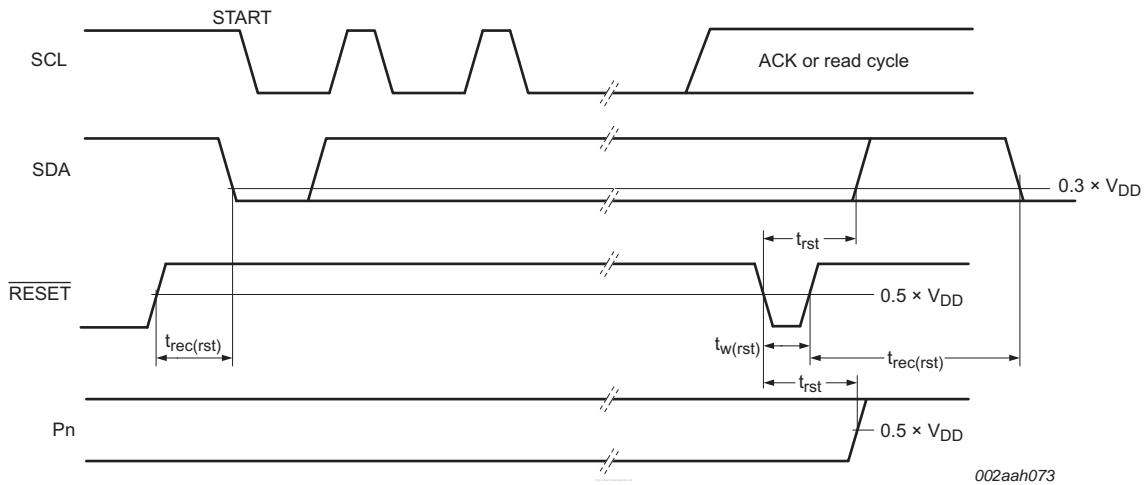 START
SCL
ACK or read cycle
SDA
0.3 × VDD
trst
RESET
0.5 × VDD
trec(rst)
tw(rst)
trec(rst)
trst
Pn
0.5 × VDD
002aah073